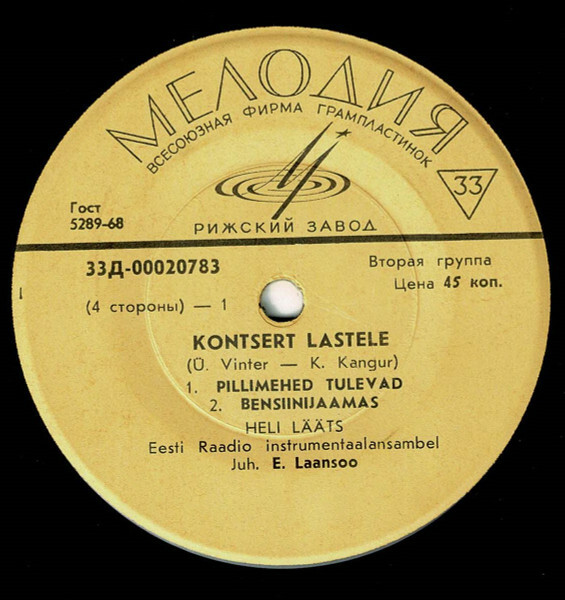 МЕЛОДИЯ
ВСЕСОЮЗНАЯ ФИРМА ГРАМПЛАСТИНОК
33
Гост
5289-68
РИЖСКИЙ ЗАВОД
33Д-00020783
Вторая группа
Цена 45 коп.
(4 стороны) — 1
KONTSERT LASTELE
(Ü. Vinter — K. Kangur)
1. PILLIMEHED TULEVAD
2. BENSIINIJAAMAS
HELI LÄÄTS
Eesti Raadio instrumentaalansambel
Juh. E. Laansoo